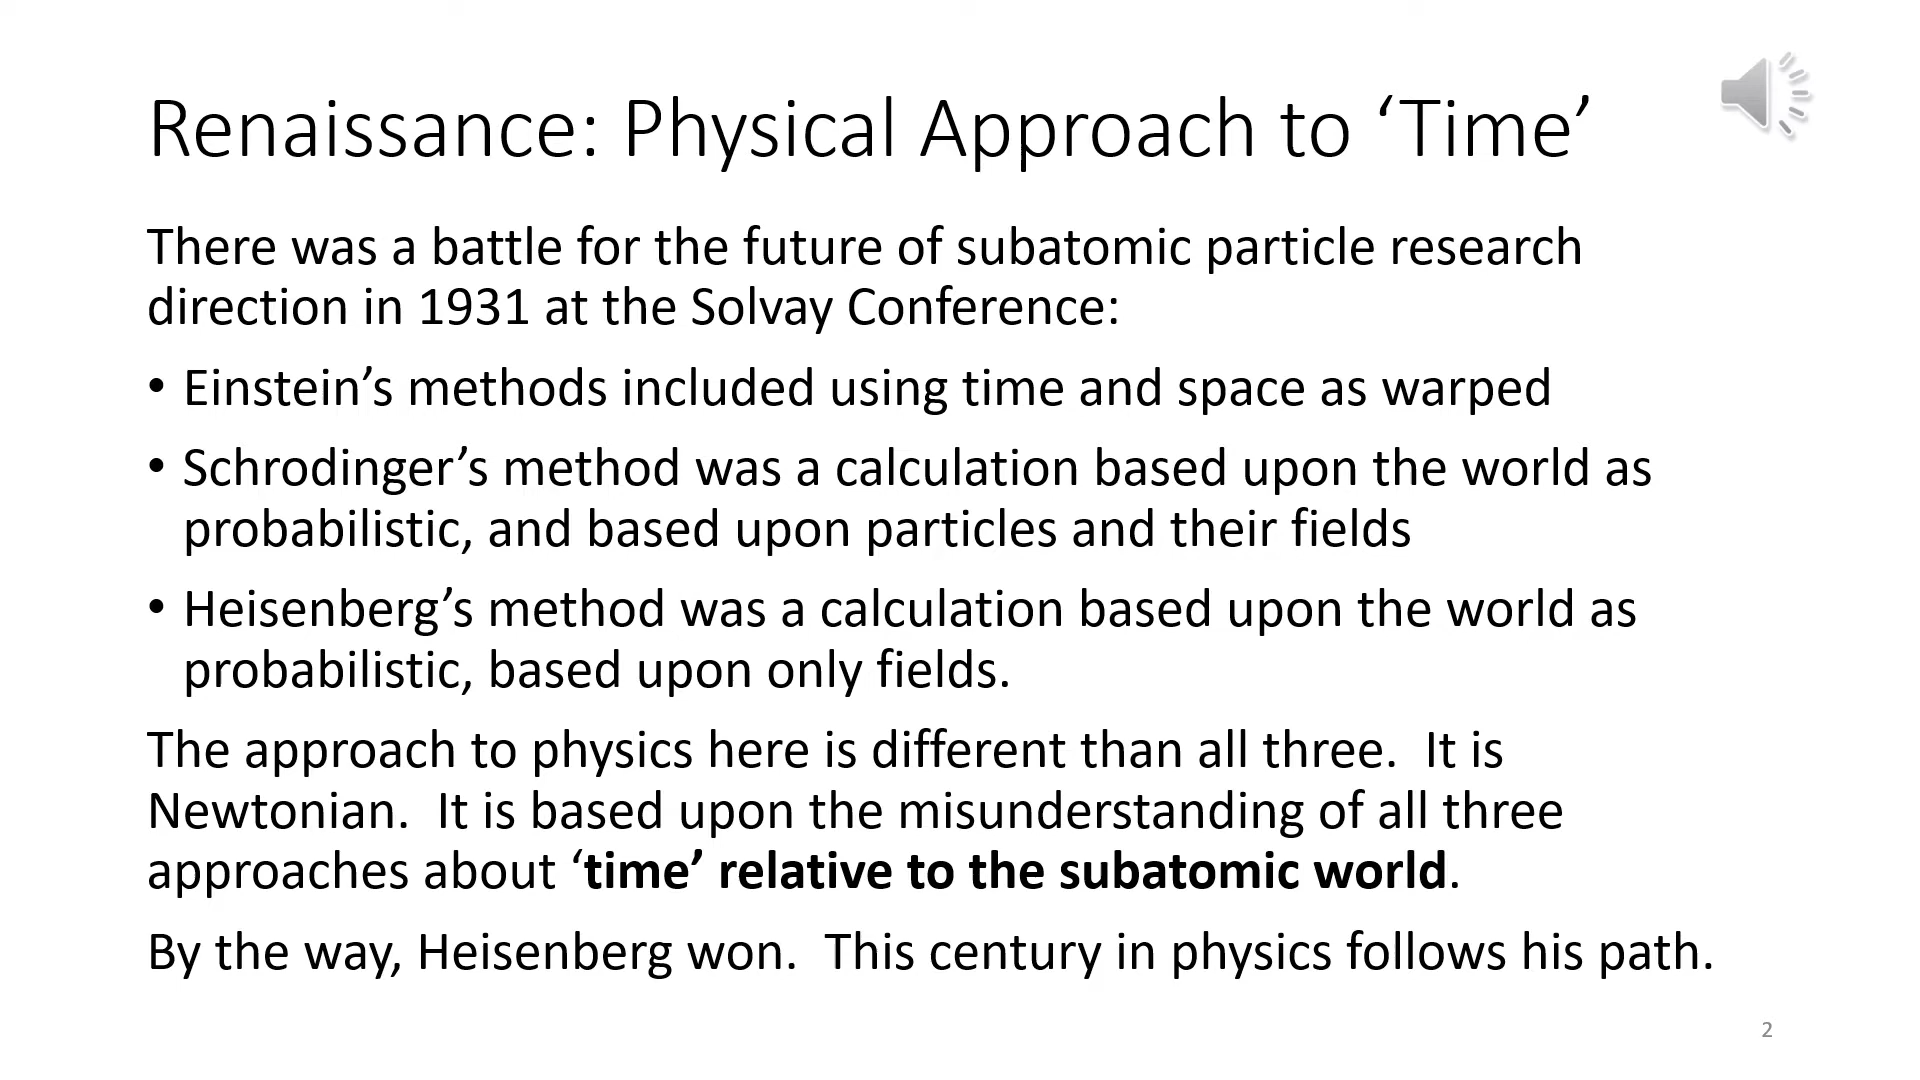 Renaissance: Physical Approach to ‘Time’
There was a battle for the future of subatomic particle research
direction in 1931 at the Solvay Conference:
• Einstein’s methods included using time and space as warped
• Schrodinger’s method was a calculation based upon the world as
probabilistic, and based upon particles and their fields
• Heisenberg’s method was a calculation based upon the world as
probabilistic, based upon only fields.
The approach to physics here is different than all three.  It is
Newtonian.  It is based upon the misunderstanding of all three
approaches about ‘time’ relative to the subatomic world.
By the way, Heisenberg won.  This century in physics follows his path.
2